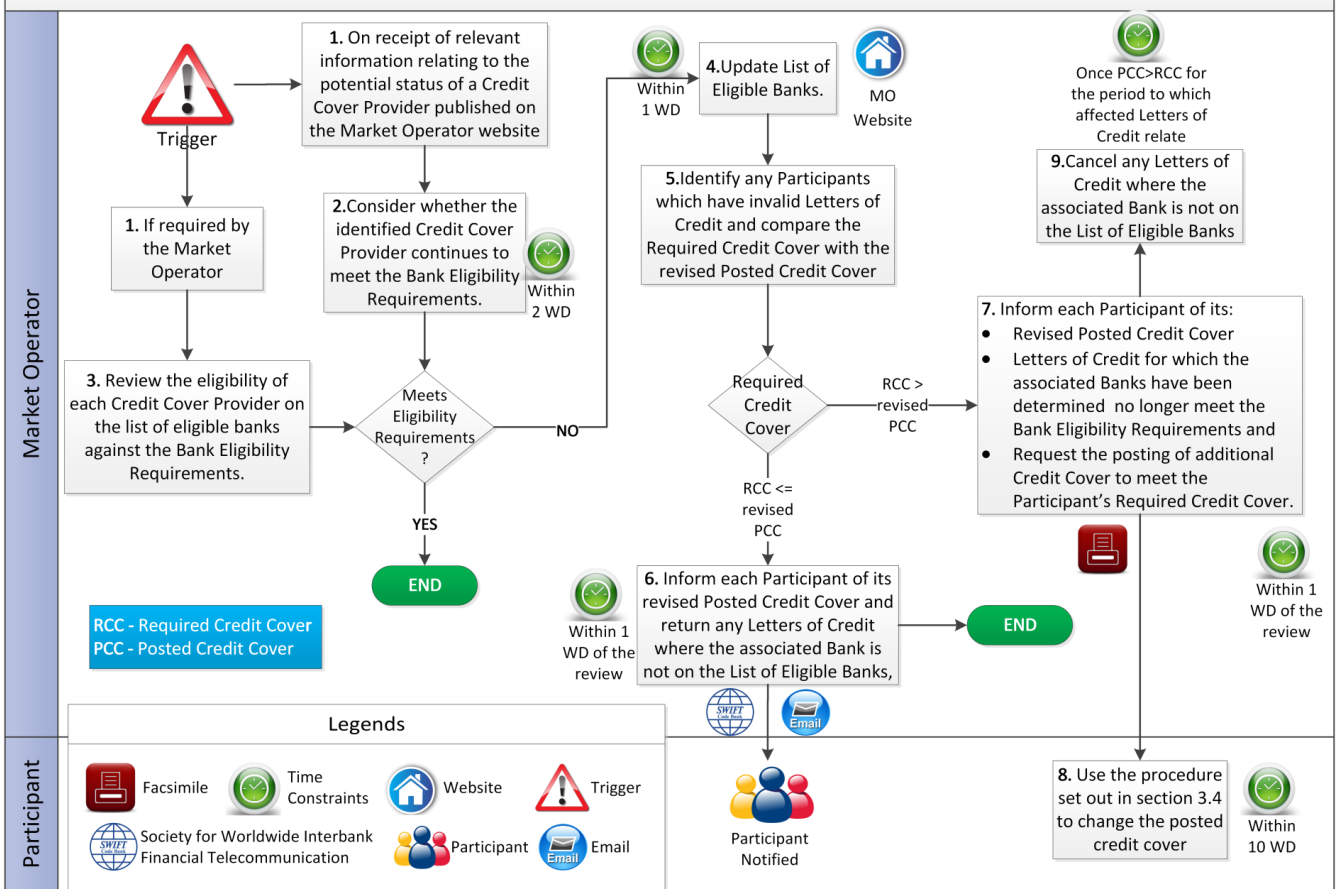 Market Operator
Trigger
1. On receipt of relevant
information relating to the
potential status of a Credit
Cover Provider published on
the Market Operator website
1. If required by
the Market
Operator
2.Consider whether the
identified Credit Cover
Provider continues to
meet the Bank Eligibility
Requirements.
Within
2 WD
3. Review the eligibility of
each Credit Cover Provider on
the list of eligible banks
against the Bank Eligibility
Requirements.
Meets
Eligibility
Requirements
?
NO
YES
END
RCC - Required Credit Cover
PCC - Posted Credit Cover
Within
1 WD
4.Update List of
Eligible Banks.
MO
Website
5.Identify any Participants
which have invalid Letters of
Credit and compare the
Required Credit Cover with the
revised Posted Credit Cover
Required
Credit
Cover
RCC >
revised
PCC
RCC <=
revised
PCC
Within 1
WD of the
review
6. Inform each Participant of its
revised Posted Credit Cover and
return any Letters of Credit
where the associated Bank is
not on the List of Eligible Banks,
END
SWIFT
Code Bank
Email
Once PCC>RCC for
the period to which
affected Letters of
Credit relate
9.Cancel any Letters of
Credit where the
associated Bank is not on
the List of Eligible Banks
7. Inform each Participant of its:
• Revised Posted Credit Cover
• Letters of Credit for which the
associated Banks have been
determined no longer meet the
Bank Eligibility Requirements and
• Request the posting of additional
Credit Cover to meet the
Participant's Required Credit Cover.
Within 1
WD of the
review
Participant
Participant
Notified
8. Use the procedure
set out in section 3.4
to change the posted
credit cover
Within
10 WD
Legends
Facsimile
Time
Constraints
Website
Trigger
SWIFT
Code Bank
Society for Worldwide Interbank
Financial Telecommunication
Participant
Email
Email